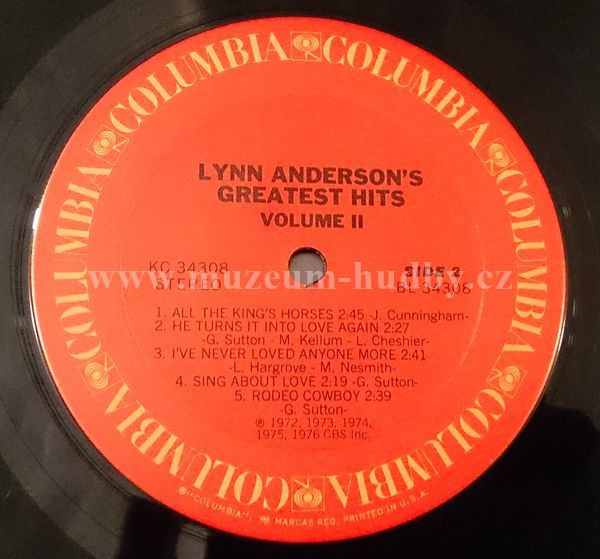 COLUMBIA COLUMBIA COLUMBIA COLUMBIA COLUMBIA COLUMBIA
LYNN ANDERSON'S
GREATEST HITS
VOLUME II
KC 34308 SIDE 2
STEREO BL 34308
www.muzeum-hudby.cz
1. ALL THE KING'S HORSES 2:45 -J. Cunningham-
2. HE TURNS IT INTO LOVE AGAIN 2:27
-G. Sutton - M. Kellum - L. Cheshier-
3. I'VE NEVER LOVED ANYONE MORE 2:41
-L. Hargrove - M. Nesmith-
4. SING ABOUT LOVE 2:19 -G. Sutton-
5. RODEO COWBOY 2:39
-G. Sutton-
℗ 1972, 1973, 1974,
1975, 1976 CBS Inc.
®"COLUMBIA", MARCAS REG. PRINTED IN U.S.A.